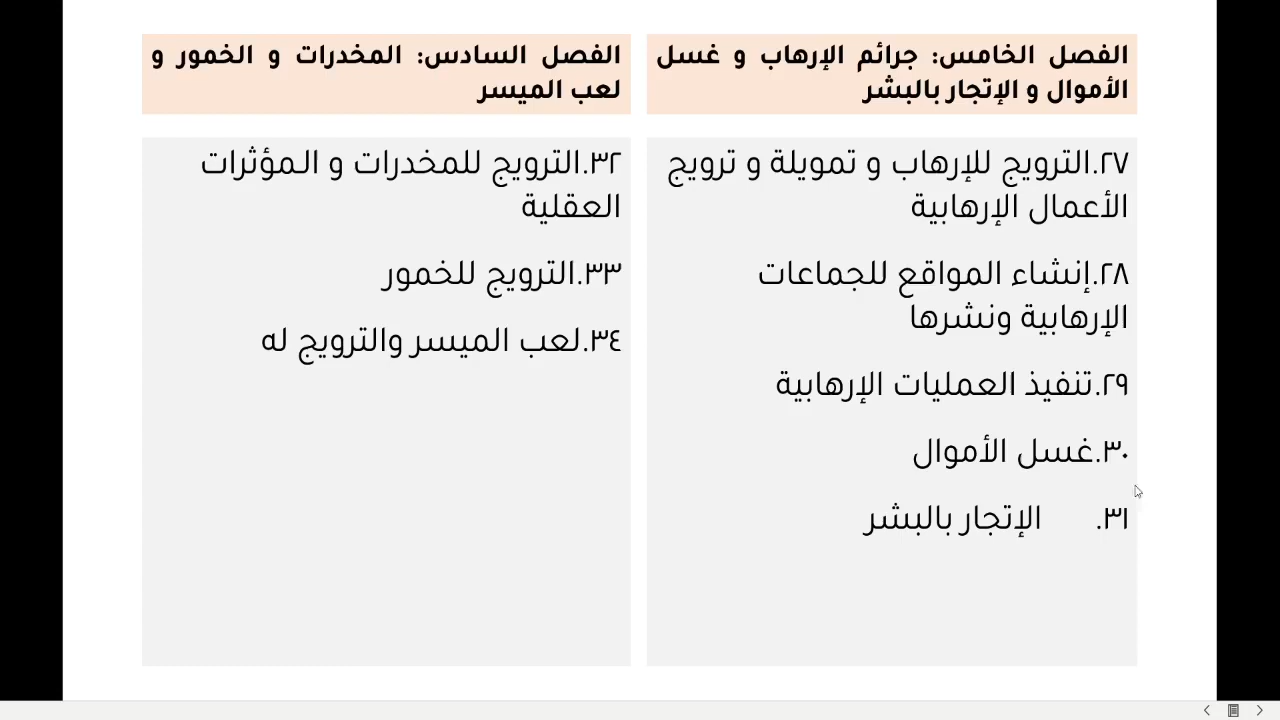 الفصل الخامس: جرائم الإرهاب و غسل
الأموال و الإتجار بالبشر
٢٧.الترويج للإرهاب و تمويلة و ترويج
الأعمال الإرهابية
٢٨.إنشاء المواقع للجماعات
الإرهابية ونشرها
٢٩.تنفيذ العمليات الإرهابية
٣٠.غسل الأموال
٣١. الإتجار بالبشر
الفصل السادس: المخدرات و الخمور و
لعب الميسر
٣٢.الترويج للمخدرات و الـمؤثرات
العقلية
٣٣.الترويج للخمور
٣٤.لعب الميسر والترويج له